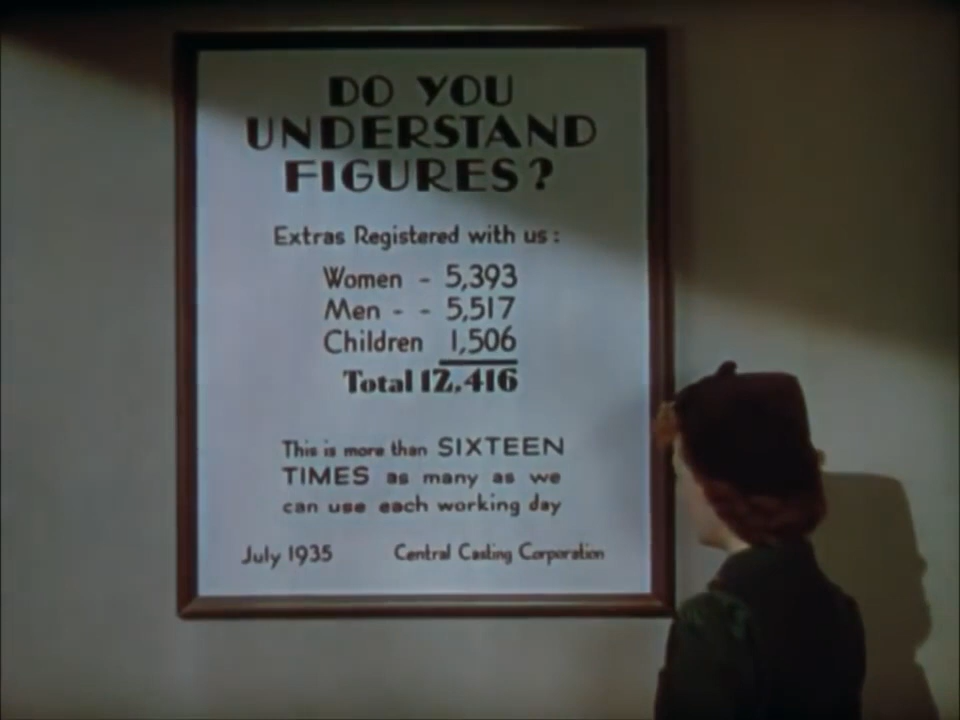 DO YOU
UNDERSTAND
FIGURES?
Extras Registered with us:
Women - 5,393
Men - - 5,517
Children 1,506
Total 12,416
This is more than SIXTEEN
TIMES as many as we
can use each working day
July 1935 Central Casting Corporation